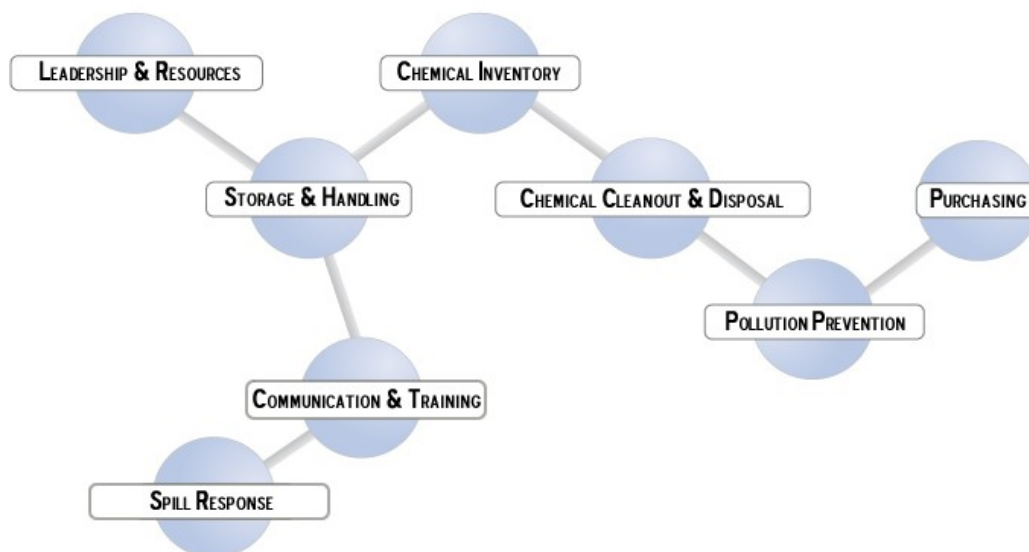 Leadership & Resources
Chemical Inventory
Storage & Handling
Chemical Cleanout & Disposal
Purchasing
Pollution Prevention
Communication & Training
Spill Response